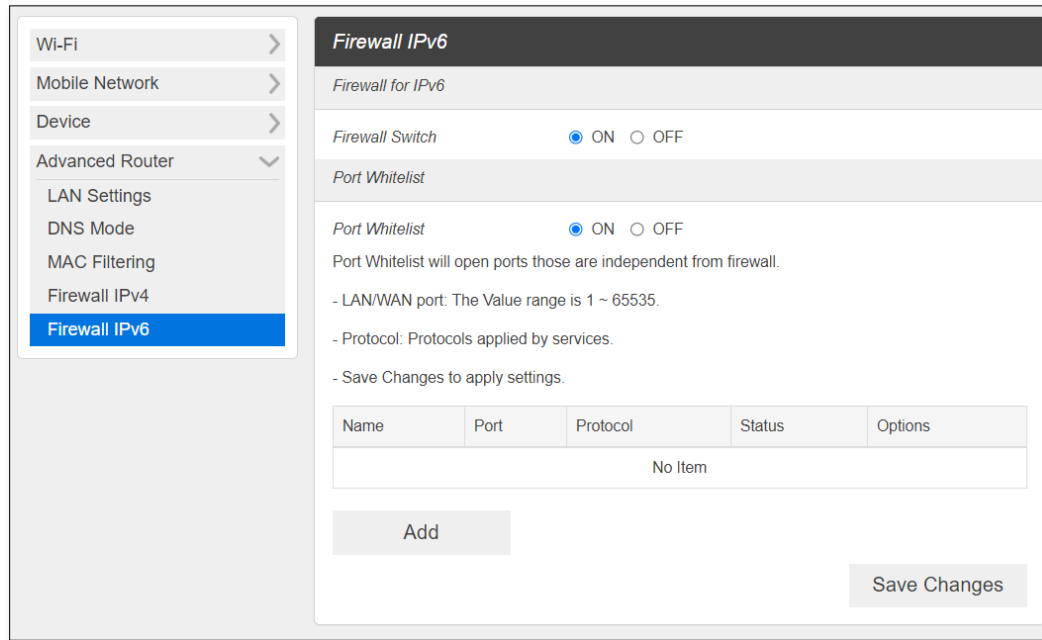 Wi-Fi
Mobile Network
Device
Advanced Router
LAN Settings
DNS Mode
MAC Filtering
Firewall IPv4
Firewall IPv6
Firewall IPv6
Firewall for IPv6
Firewall Switch ON OFF
Port Whitelist
Port Whitelist ON OFF
Port Whitelist will open ports those are independent from firewall.
- LAN/WAN port: The Value range is 1 ~ 65535.
- Protocol: Protocols applied by services.
- Save Changes to apply settings.
Name Port Protocol Status Options
No Item
Add
Save Changes